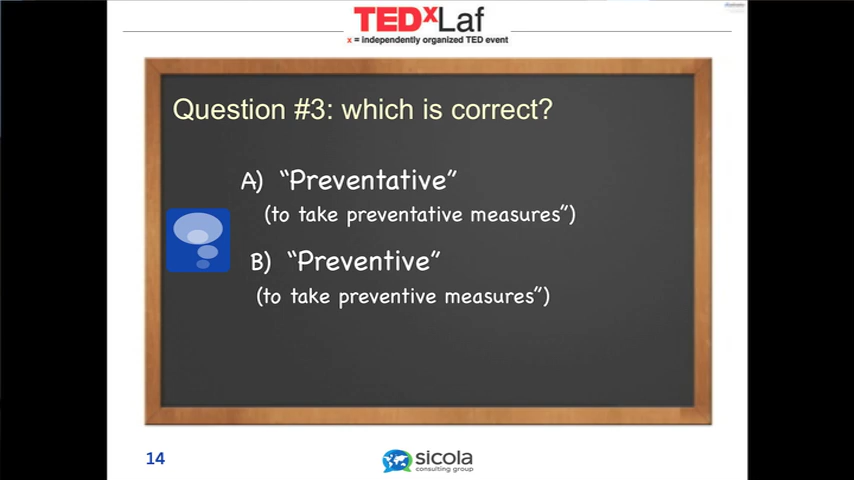 TEDxLaf
x = independently organized TED event
Question #3: which is correct?
A) “Preventative”
(to take preventative measures”)
B) “Preventive”
(to take preventive measures”)
14
sicola
consulting group